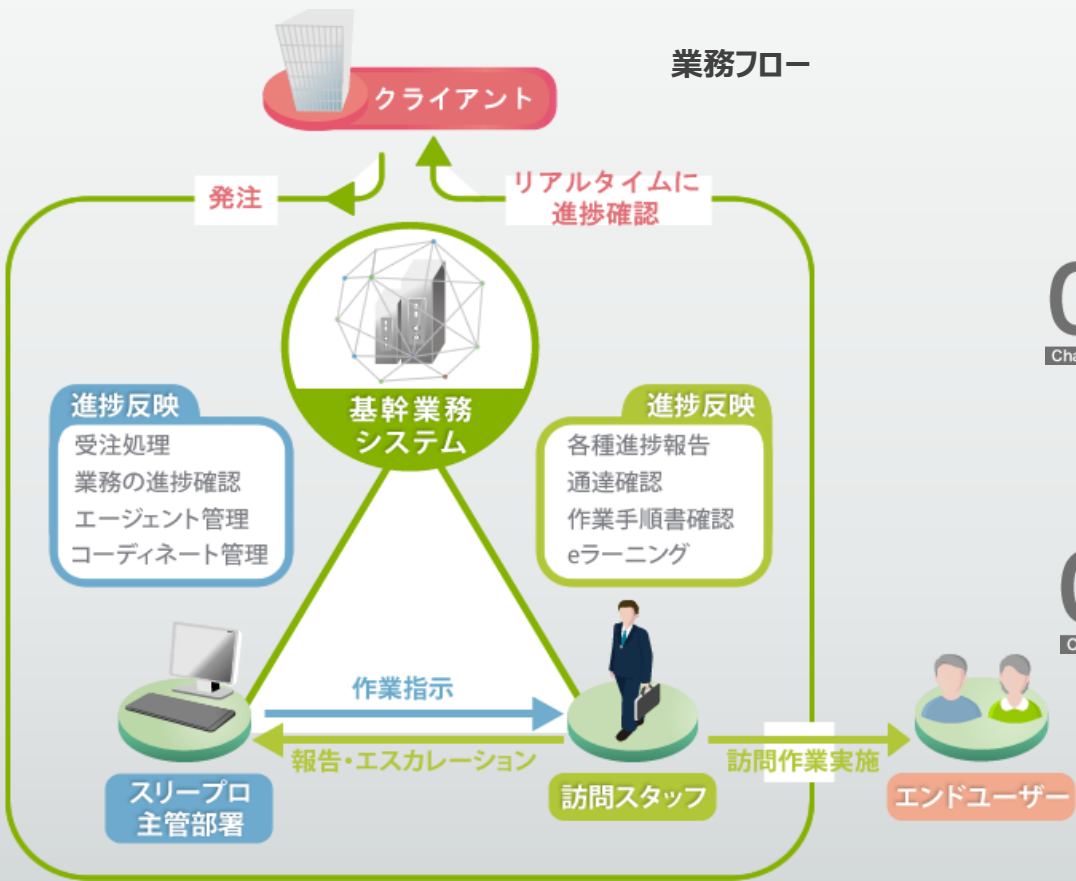 業務フロー
クライアント
発注
リアルタイムに
進捗確認
基幹業務
システム
進捗反映
受注処理
業務の進捗確認
エージェント管理
コーディネート管理
進捗反映
各種進捗報告
通達確認
作業手順書確認
eラーニング
作業指示
報告・エスカレーション
訪問作業実施
スリープロ
主管部署
訪問スタッフ
エンドユーザー